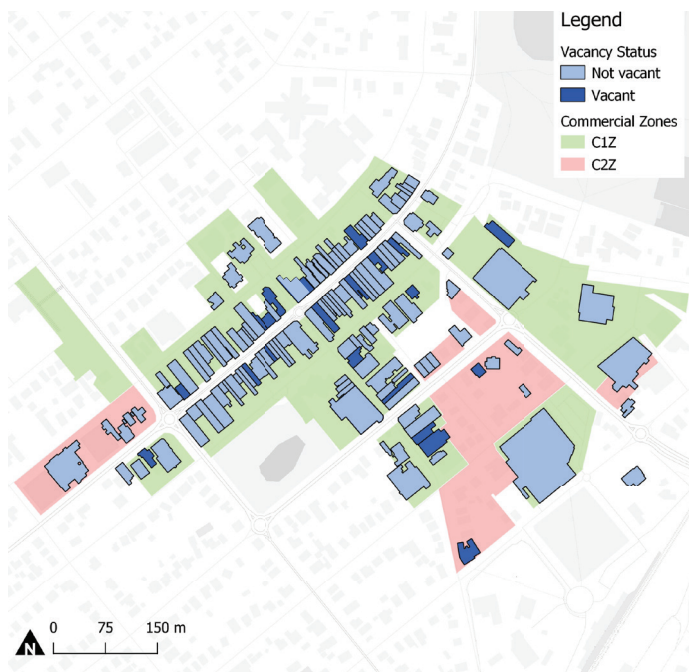 Legend
Vacancy Status
Not vacant
Vacant
Commercial Zones
C1Z
C2Z
N
0 75 150 m